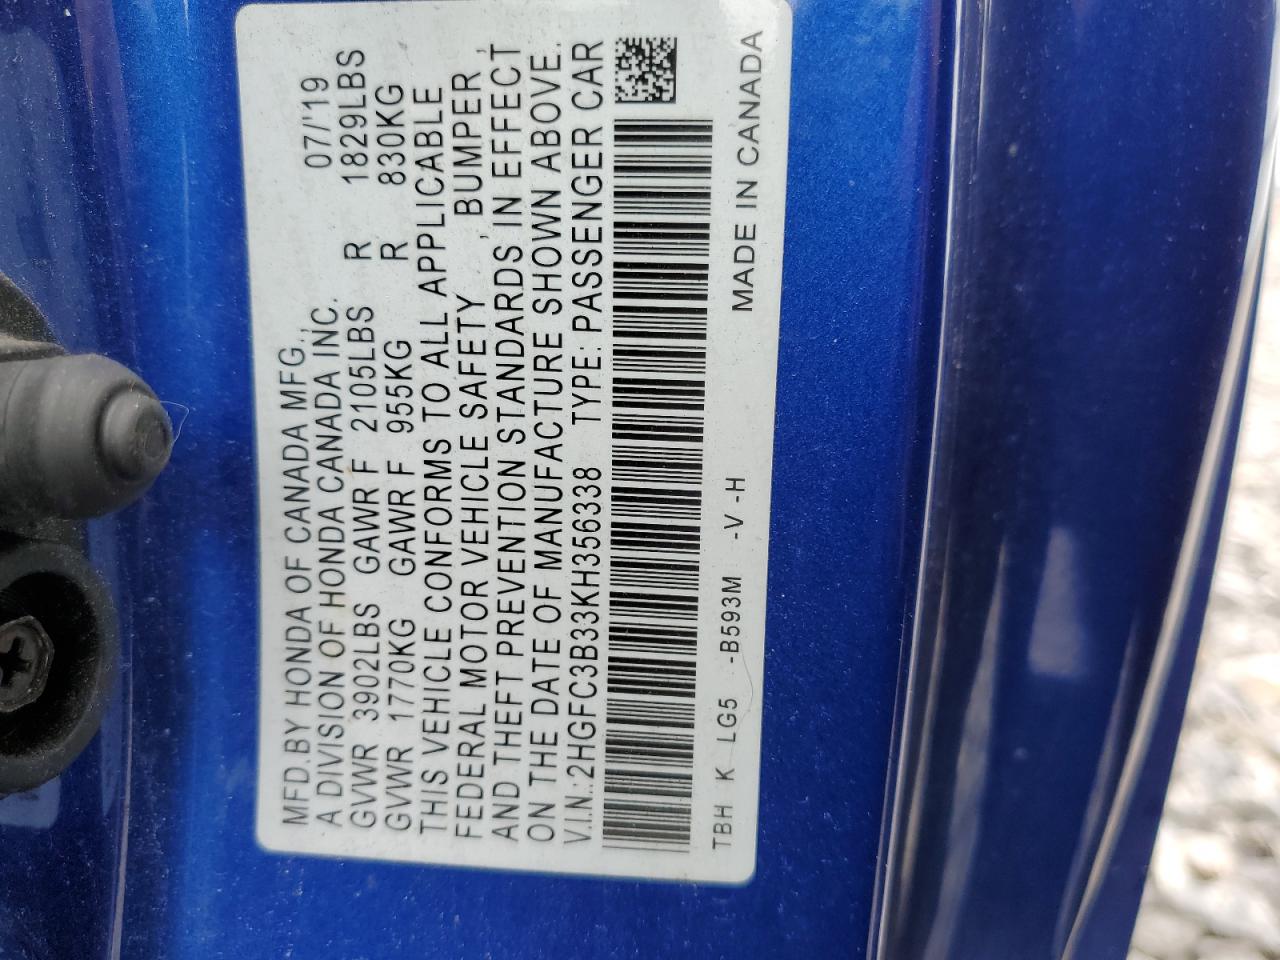 MFD.BY HONDA OF CANADA MFG., 07/'19
A DIVISION OF HONDA CANADA INC.
GVWR 3902LBS GAWR F 2105LBS R 1829LBS
GVWR 1770KG GAWR F 955KG R 830KG
THIS VEHICLE CONFORMS TO ALL APPLICABLE
FEDERAL MOTOR VEHICLE SAFETY , BUMPER ,
AND THEFT PREVENTION STANDARDS IN EFFECT
ON THE DATE OF MANUFACTURE SHOWN ABOVE.
V.I.N.: 2HGFC3B33KH356338 TYPE: PASSENGER CAR
TBH K LG5 -B593M -V -H MADE IN CANADA